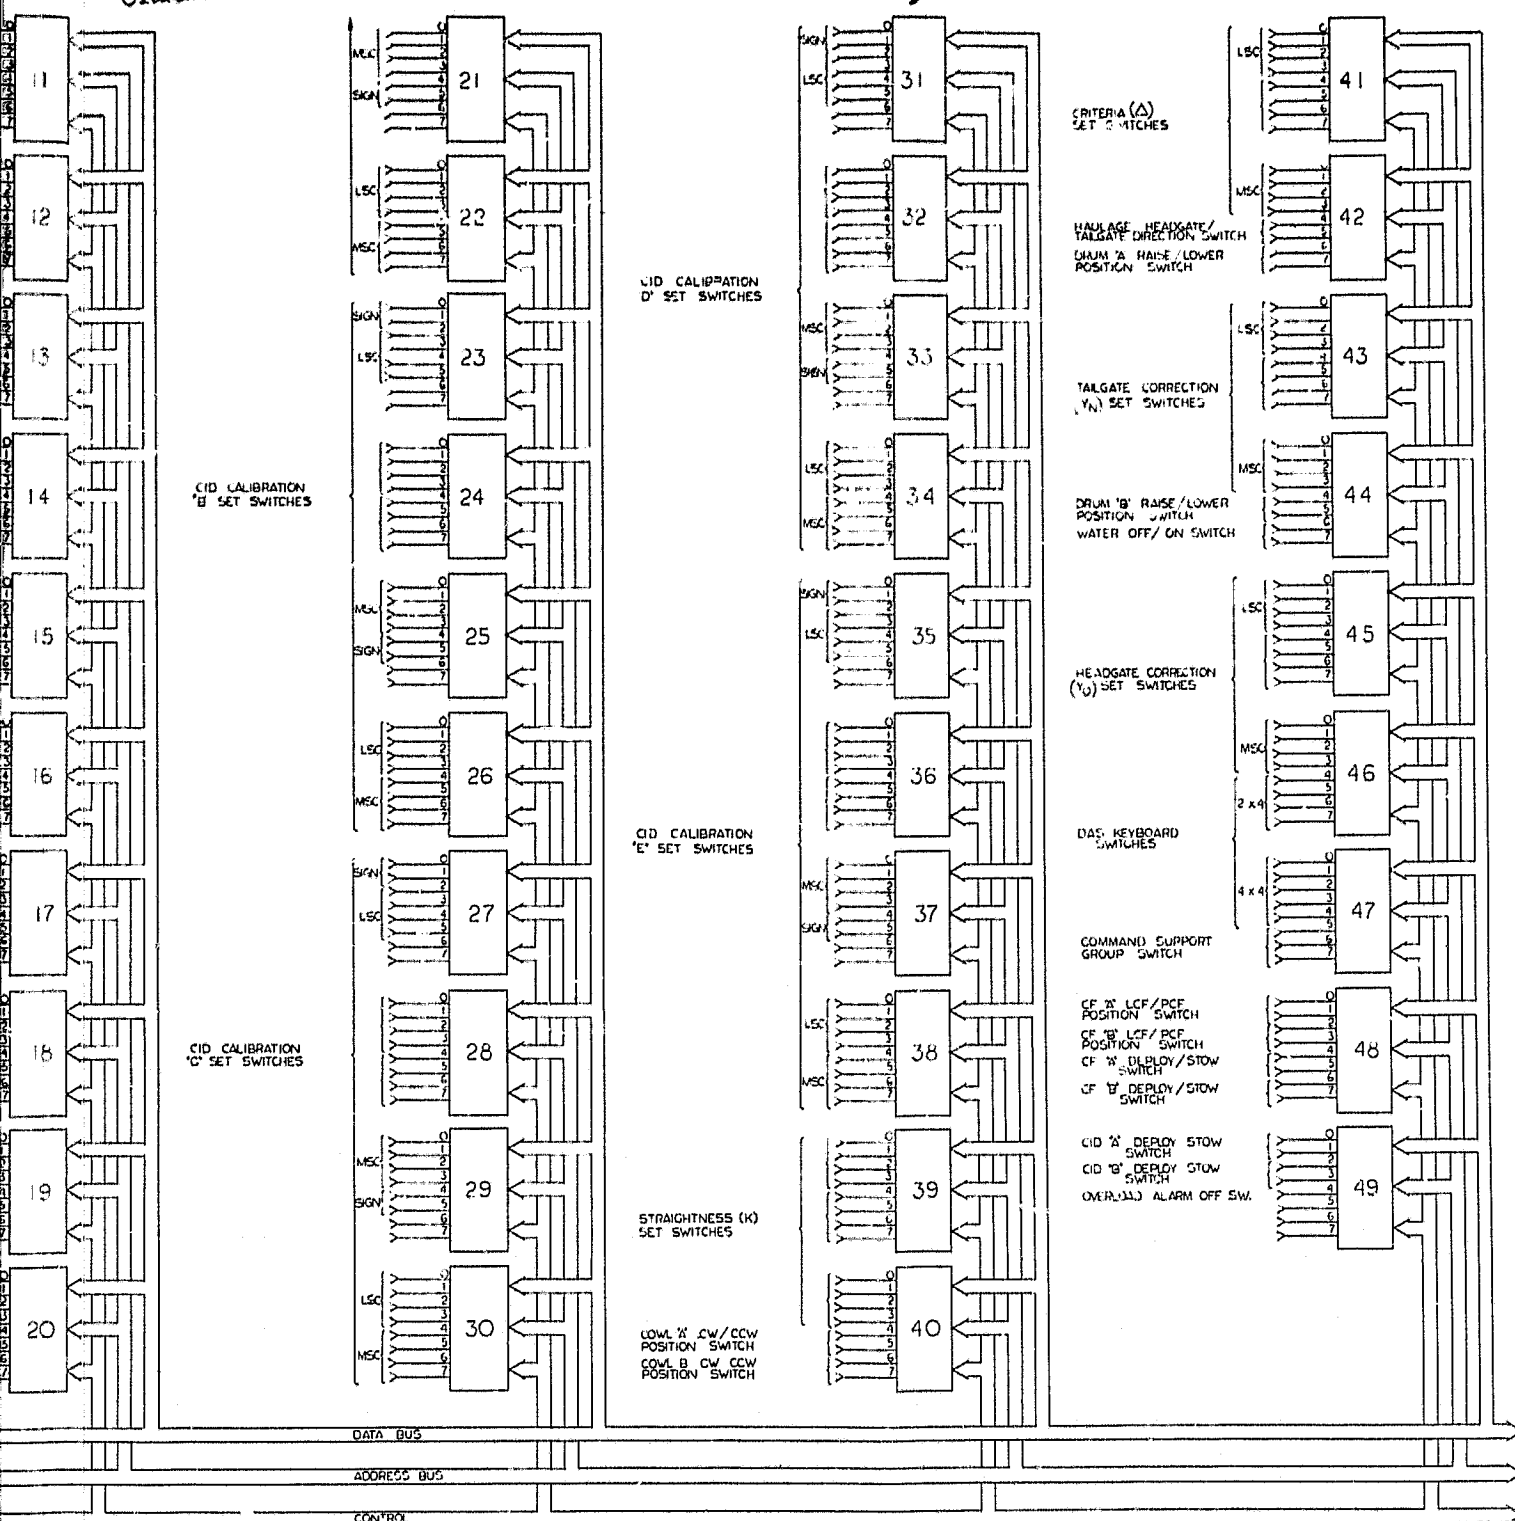 11
12
13
14
15
16
17
18
19
20
CID CALIBRATION
"B" SET SWITCHES
CID CALIBRATION
"C" SET SWITCHES
MSC
SIGN
21
LSC
MSC
22
SIGN
LSC
23
24
MSC
SIGN
25
LSC
MSC
26
SIGN
LSC
27
28
MSC
SIGN
29
LSC
MSC
30
CID CALIBRATION
D" SET SWITCHES
CID CALIBRATION
"E" SET SWITCHES
STRAIGHTNESS (K)
SET SWITCHES
COWL "A" CW/CCW
POSITION SWITCH
COWL B CW CCW
POSITION SWITCH
SIGN
LSC
31
32
MSC
SIGN
33
LSC
MSC
34
SIGN
LSC
35
36
MSC
SIGN
37
LSC
MSC
38
39
40
CRITERIA (Δ)
SET SWITCHES
HAULAGE HEADGATE/
TAILGATE DIRECTION SWITCH
DRUM "A" RAISE/LOWER
POSITION SWITCH
TAILGATE CORRECTION
(YN) SET SWITCHES
DRUM "B" RAISE/LOWER
POSITION SWITCH
WATER OFF/ON SWITCH
HEADGATE CORRECTION
(YO) SET SWITCHES
DAS KEYBOARD
SWITCHES
COMMAND SUPPORT
GROUP SWITCH
CF "A" LCF/PCF
POSITION SWITCH
CF "B" LCF/PCF
POSITION SWITCH
CF "A" DEPLOY/STOW
SWITCH
CF "B" DEPLOY/STOW
SWITCH
CID "A" DEPLOY STOW
SWITCH
CID "B" DEPLOY STOW
SWITCH
OVERLOAD ALARM OFF SW.
LSC
41
MSC
42
LSC
43
MSC
44
LSC
45
MSC
2 x 4
46
4 x 4
47
48
49
DATA BUS
ADDRESS BUS
CONTROL